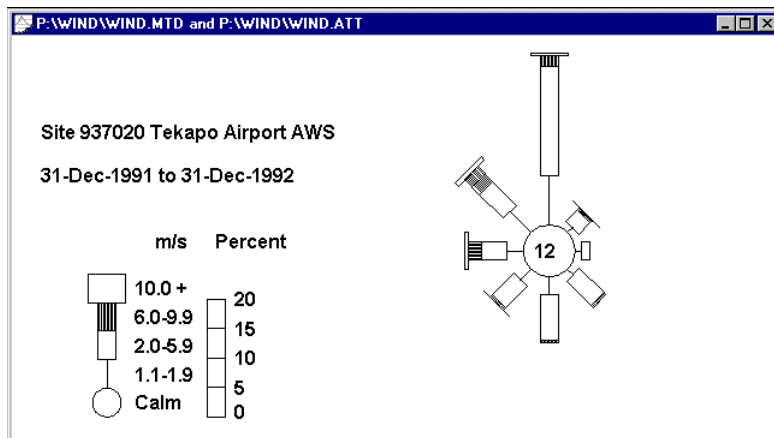 P:\WIND\WIND.MTD and P:\WIND\WIND.ATT
Site 937020 Tekapo Airport AWS
31-Dec-1991 to 31-Dec-1992
12
m/s Percent
10.0 +
6.0-9.9
2.0-5.9
1.1-1.9
Calm
20
15
10
5
0